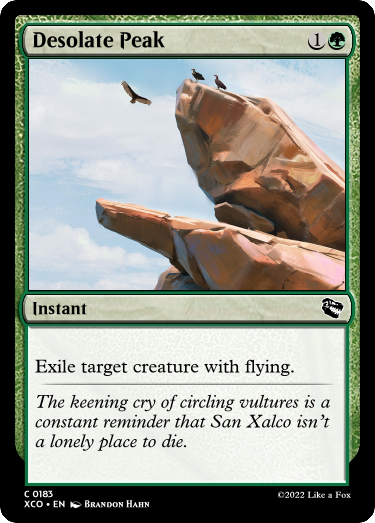 Desolate Peak 1
Instant
Exile target creature with flying.
The keening cry of circling vultures is a
constant reminder that San Xalco isn't
a lonely place to die.
C 0183
XCO • EN Brandon Hahn
©2022 Like a Fox